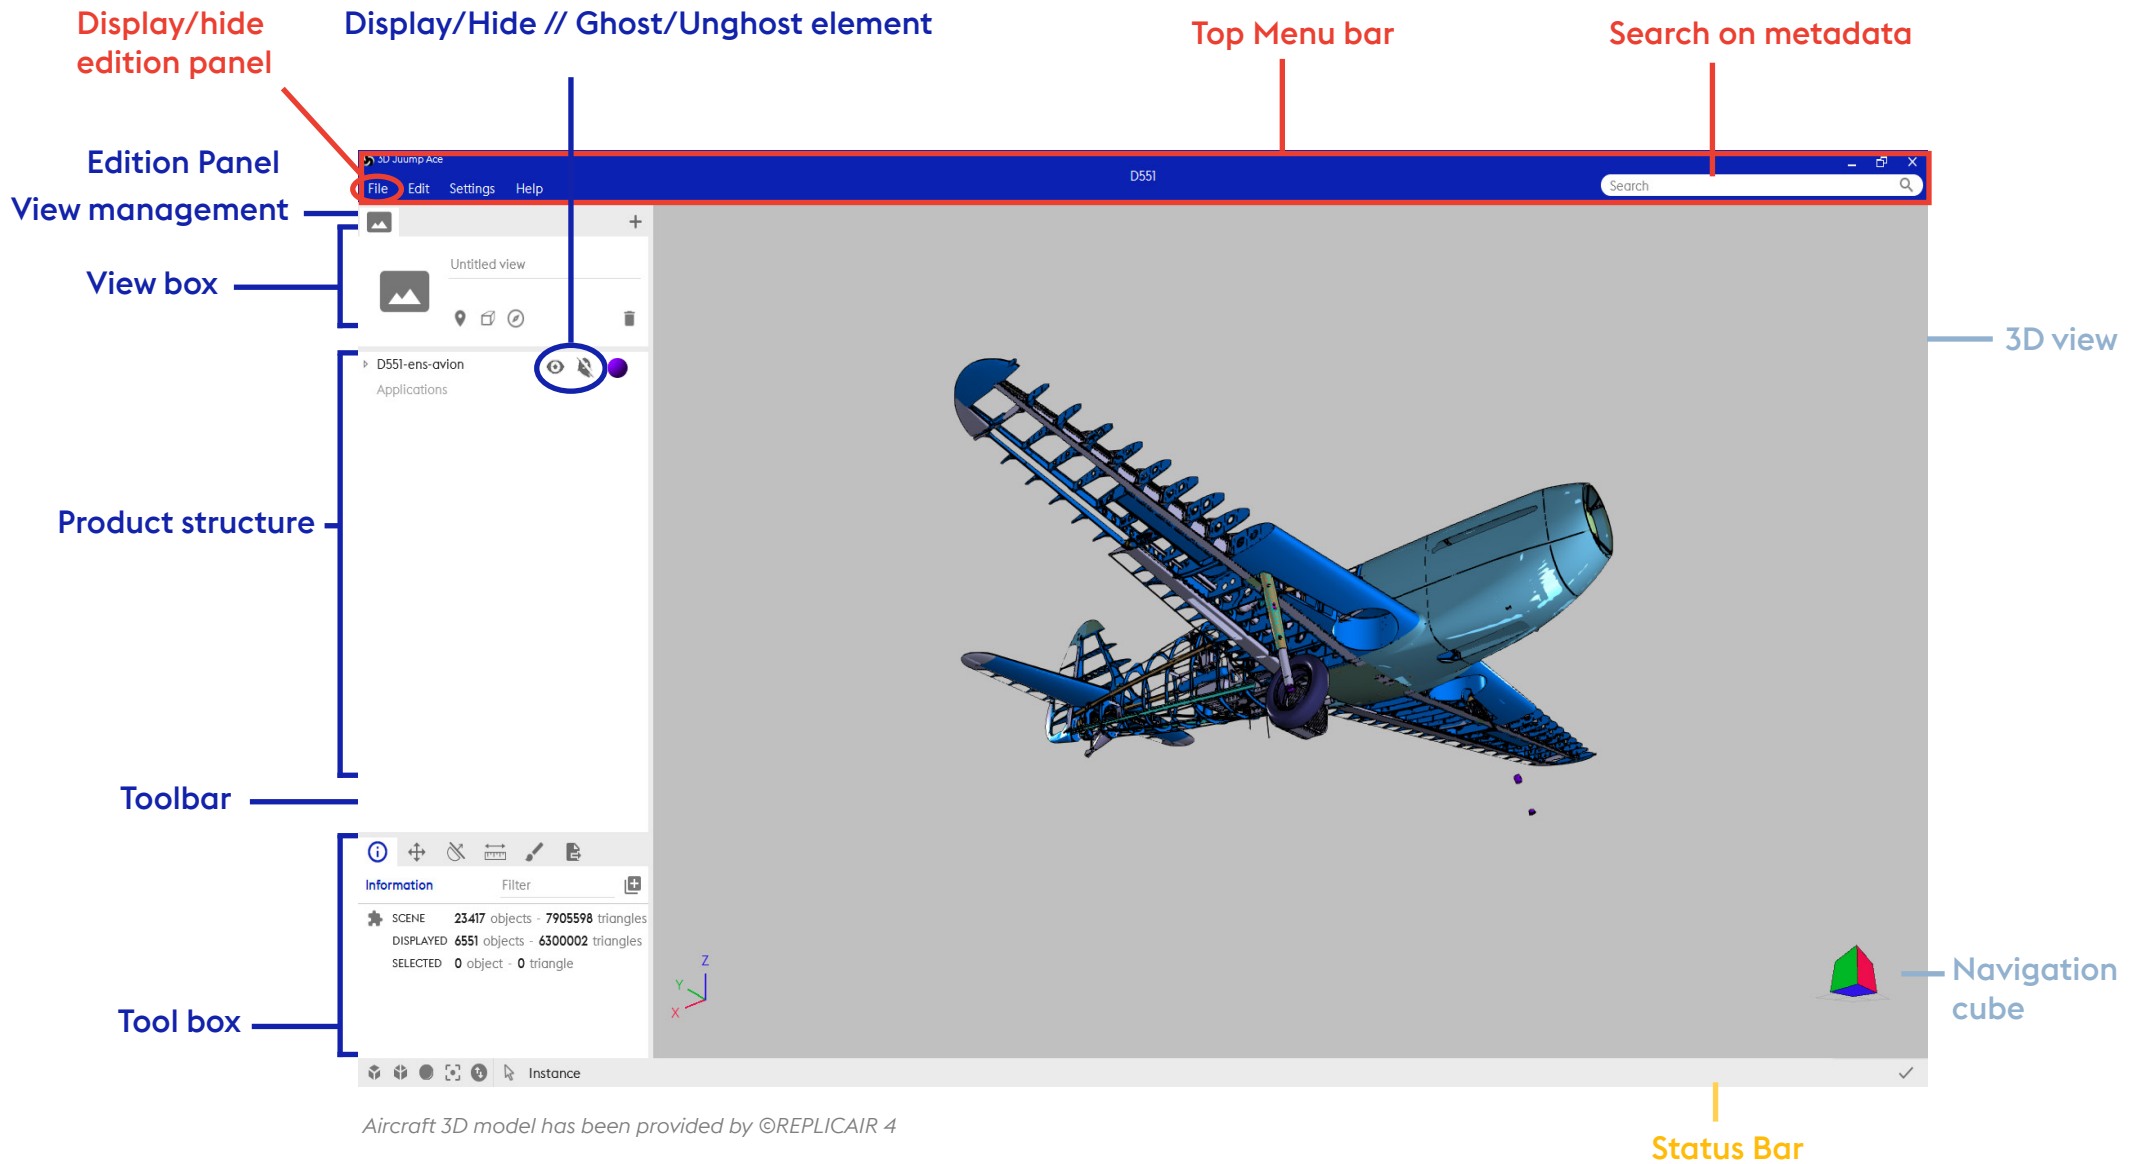 Display/hide
edition panel
Display/Hide // Ghost/Unghost element
Top Menu bar
Search on metadata
Edition Panel
View management
View box
Product structure
Toolbar
Tool box
3D Juump Ace
D551
File Edit Settings Help
Search
Untitled view
D551-ens-avion
Applications
Information Filter
SCENE 23417 objects - 7905598 triangles
DISPLAYED 6551 objects - 6300002 triangles
SELECTED 0 object - 0 triangle
Z
Y
X
Instance
3D view
Navigation
cube
Aircraft 3D model has been provided by ©REPLICAIR 4
Status Bar